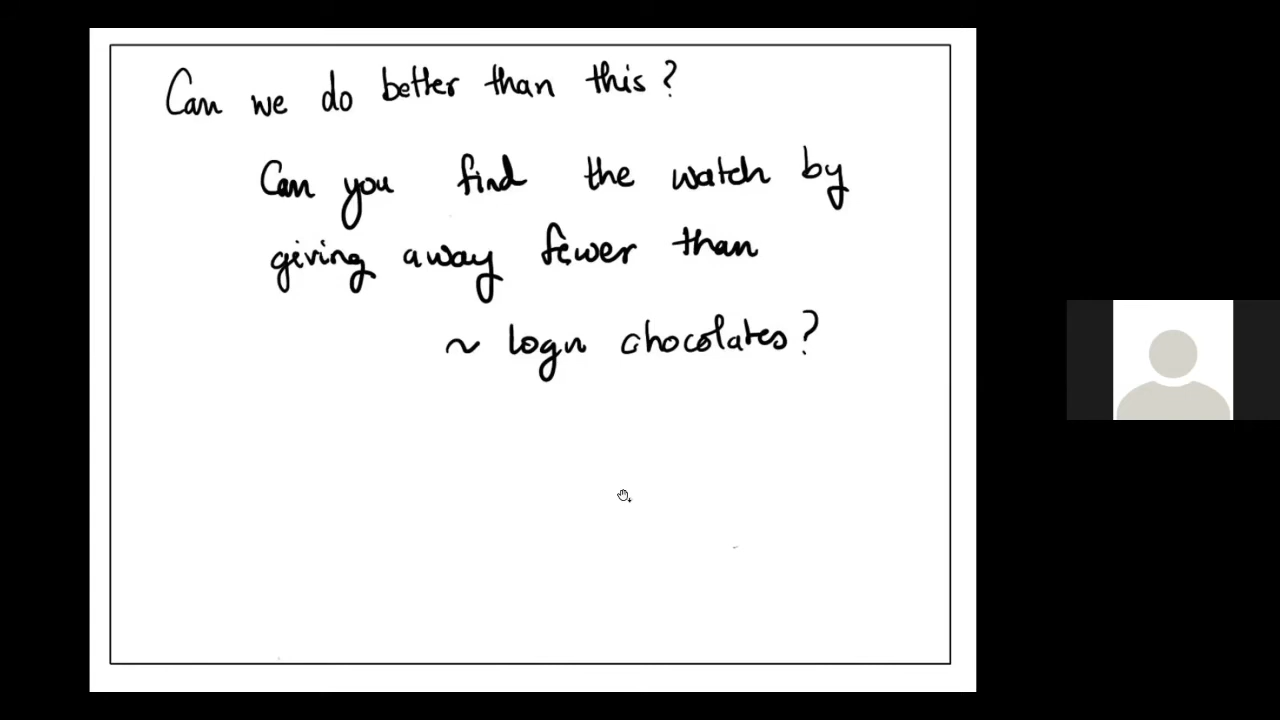 Can we do better than this?
Can you find the watch by
giving away fewer than
~ logn chocolates?